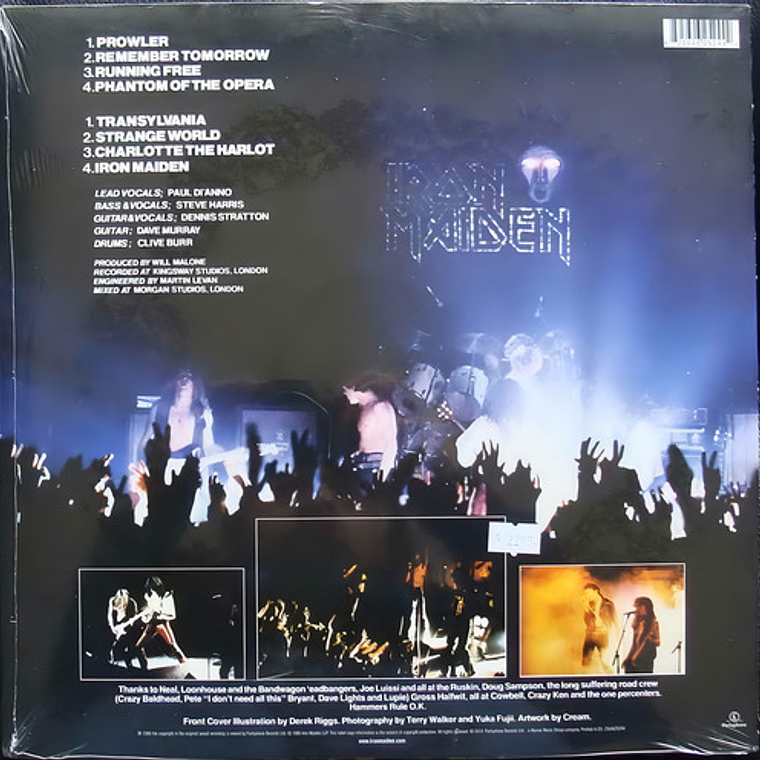 1. PROWLER
2. REMEMBER TOMORROW
3. RUNNING FREE
4. PHANTOM OF THE OPERA
1. TRANSYLVANIA
2. STRANGE WORLD
3. CHARLOTTE THE HARLOT
4. IRON MAIDEN
LEAD VOCALS; PAUL DI'ANNO
BASS & VOCALS; STEVE HARRIS
GUITAR & VOCALS; DENNIS STRATTON
GUITAR; DAVE MURRAY
DRUMS; CLIVE BURR
PRODUCED BY WILL MALONE
RECORDED AT KINGSWAY STUDIOS, LONDON
ENGINEERED BY MARTIN LEVAN
MIXED AT MORGAN STUDIOS, LONDON
IRON
MAIDEN
Thanks to Neal, Loonhouse and the Bandwagon 'eadbangers, Joe Luissi and all at the Ruskin, Doug Sampson, the long suffering road crew
(Crazy Baldhead, Pete "I don't need all this" Bryant, Dave Lights and Lupie) Gross Halfwit, all at Cowbell, Crazy Ken and the one percenters.
Hammers Rule O.K.
Front Cover Illustration by Derek Riggs. Photography by Terry Walker and Yuka Fujii. Artwork by Cream.
www.ironmaiden.com
Parlophone